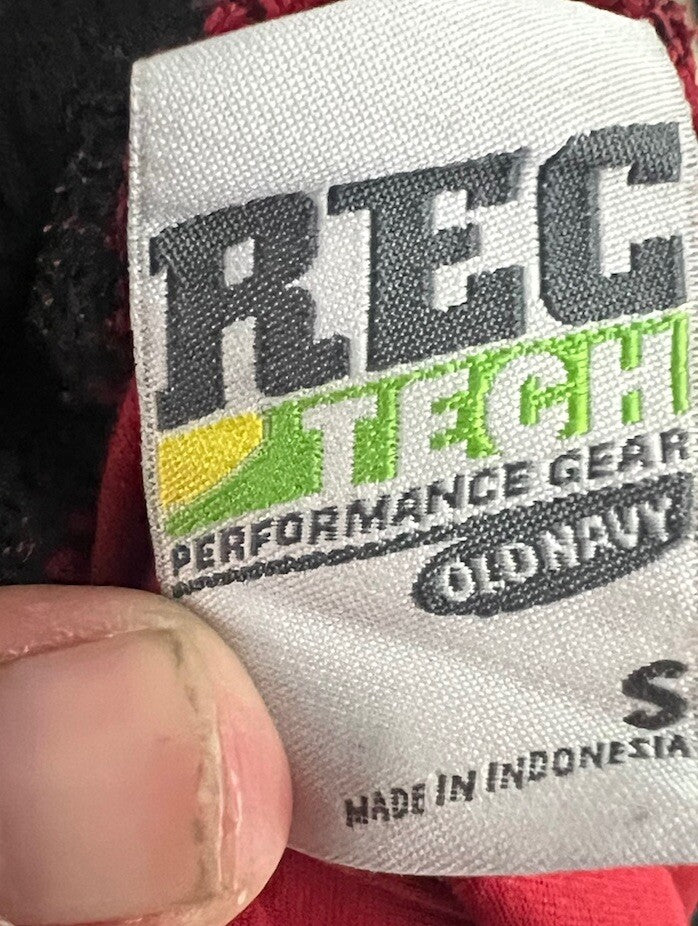 REC
TECH
PERFORMANCE GEAR
OLD NAVY
S
MADE IN INDONESIA